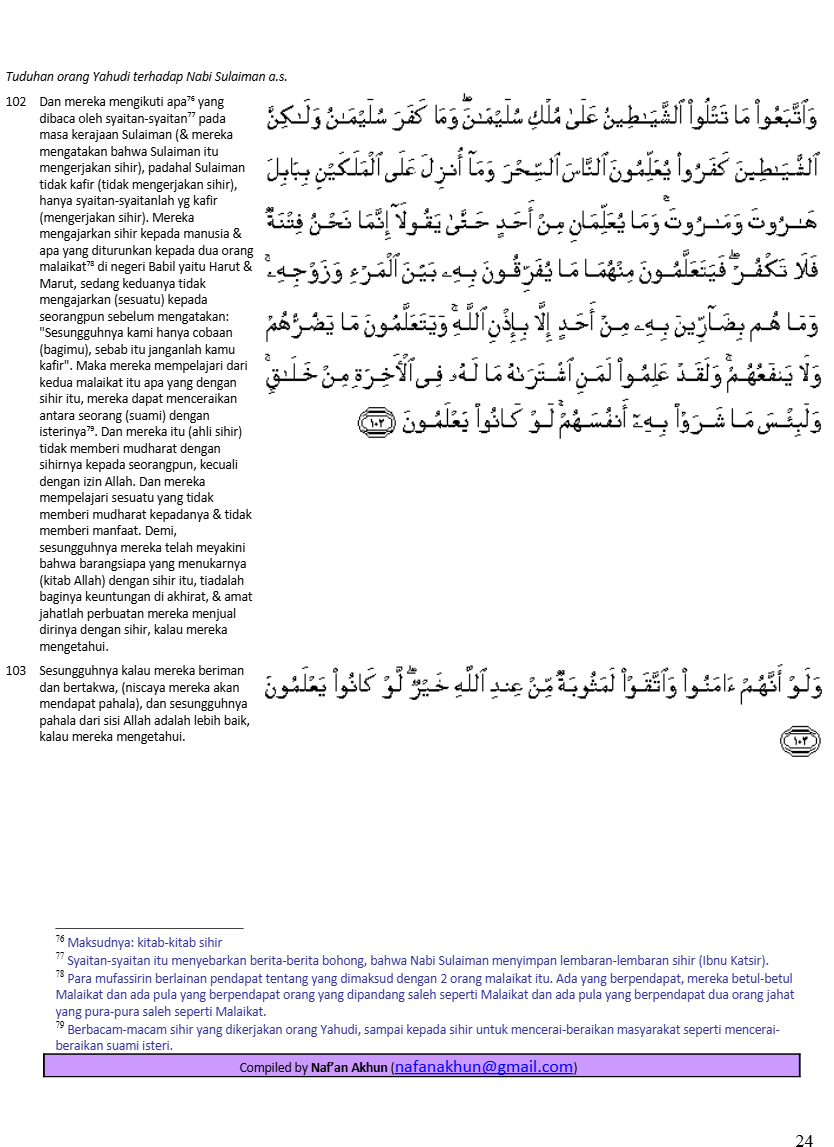 Tuduhan orang Yahudi terhadap Nabi Sulaiman a.s.
102 Dan mereka mengikuti apa⁷⁶ yang
dibaca oleh syaitan-syaitan⁷⁷ pada
masa kerajaan Sulaiman (& mereka
mengatakan bahwa Sulaiman itu
mengerjakan sihir), padahal Sulaiman
tidak kafir (tidak mengerjakan sihir),
hanya syaitan-syaitanlah yg kafir
(mengerjakan sihir). Mereka
mengajarkan sihir kepada manusia &
apa yang diturunkan kepada dua orang
malaikat⁷⁸ di negeri Babil yaitu Harut &
Marut, sedang keduanya tidak
mengajarkan (sesuatu) kepada
seorangpun sebelum mengatakan:
"Sesungguhnya kami hanya cobaan
(bagimu), sebab itu janganlah kamu
kafir". Maka mereka mempelajari dari
kedua malaikat itu apa yang dengan
sihir itu, mereka dapat menceraikan
antara seorang (suami) dengan
isterinya⁷⁹. Dan mereka itu (ahli sihir)
tidak memberi mudharat dengan
sihirnya kepada seorangpun, kecuali
dengan izin Allah. Dan mereka
mempelajari sesuatu yang tidak
memberi mudharat kepadanya & tidak
memberi manfaat. Demi,
sesungguhnya mereka telah meyakini
bahwa barangsiapa yang menukarnya
(kitab Allah) dengan sihir itu, tiadalah
baginya keuntungan di akhirat, & amat
jahatlah perbuatan mereka menjual
dirinya dengan sihir, kalau mereka
mengetahui.
وَٱتَّبَعُوا۟ مَا تَتْلُوا۟ ٱلشَّيَـٰطِينُ عَلَىٰ مُلْكِ سُلَيْمَـٰنَ ۖ وَمَا كَفَرَ سُلَيْمَـٰنُ وَلَـٰكِنَّ
ٱلشَّيَـٰطِينَ كَفَرُوا۟ يُعَلِّمُونَ ٱلنَّاسَ ٱلسِّحْرَ وَمَآ أُنزِلَ عَلَى ٱلْمَلَكَيْنِ بِبَابِلَ
هَـٰرُوتَ وَمَـٰرُوتَ ۚ وَمَا يُعَلِّمَانِ مِنْ أَحَدٍ حَتَّىٰ يَقُولَآ إِنَّمَا نَحْنُ فِتْنَةٌ
فَلَا تَكْفُرْ ۖ فَيَتَعَلَّمُونَ مِنْهُمَا مَا يُفَرِّقُونَ بِهِۦ بَيْنَ ٱلْمَرْءِ وَزَوْجِهِۦ ۚ
وَمَا هُم بِضَآرِّينَ بِهِۦ مِنْ أَحَدٍ إِلَّا بِإِذْنِ ٱللَّهِ ۚ وَيَتَعَلَّمُونَ مَا يَضُرُّهُمْ
وَلَا يَنفَعُهُمْ ۚ وَلَقَدْ عَلِمُوا۟ لَمَنِ ٱشْتَرَىٰهُ مَا لَهُۥ فِى ٱلْـَٔاخِرَةِ مِنْ خَلَـٰقٍ ۚ
وَلَبِئْسَ مَا شَرَوْا۟ بِهِۦٓ أَنفُسَهُمْ ۚ لَوْ كَانُوا۟ يَعْلَمُونَ ١٠٢
103 Sesungguhnya kalau mereka beriman
dan bertakwa, (niscaya mereka akan
mendapat pahala), dan sesungguhnya
pahala dari sisi Allah adalah lebih baik,
kalau mereka mengetahui.
وَلَوْ أَنَّهُمْ ءَامَنُوا۟ وَٱتَّقَوْا۟ لَمَثُوبَةٌ مِّنْ عِندِ ٱللَّهِ خَيْرٌ ۖ لَّوْ كَانُوا۟ يَعْلَمُونَ
١٠٣
⁷⁶ Maksudnya: kitab-kitab sihir
⁷⁷ Syaitan-syaitan itu menyebarkan berita-berita bohong, bahwa Nabi Sulaiman menyimpan lembaran-lembaran sihir (Ibnu Katsir).
⁷⁸ Para mufassirin berlainan pendapat tentang yang dimaksud dengan 2 orang malaikat itu. Ada yang berpendapat, mereka betul-betul
Malaikat dan ada pula yang berpendapat orang yang dipandang saleh seperti Malaikat dan ada pula yang berpendapat dua orang jahat
yang pura-pura saleh seperti Malaikat.
⁷⁹ Berbacam-macam sihir yang dikerjakan orang Yahudi, sampai kepada sihir untuk mencerai-beraikan masyarakat seperti mencerai-
beraikan suami isteri.
Compiled by Naf’an Akhun (nafanakhun@gmail.com)
24